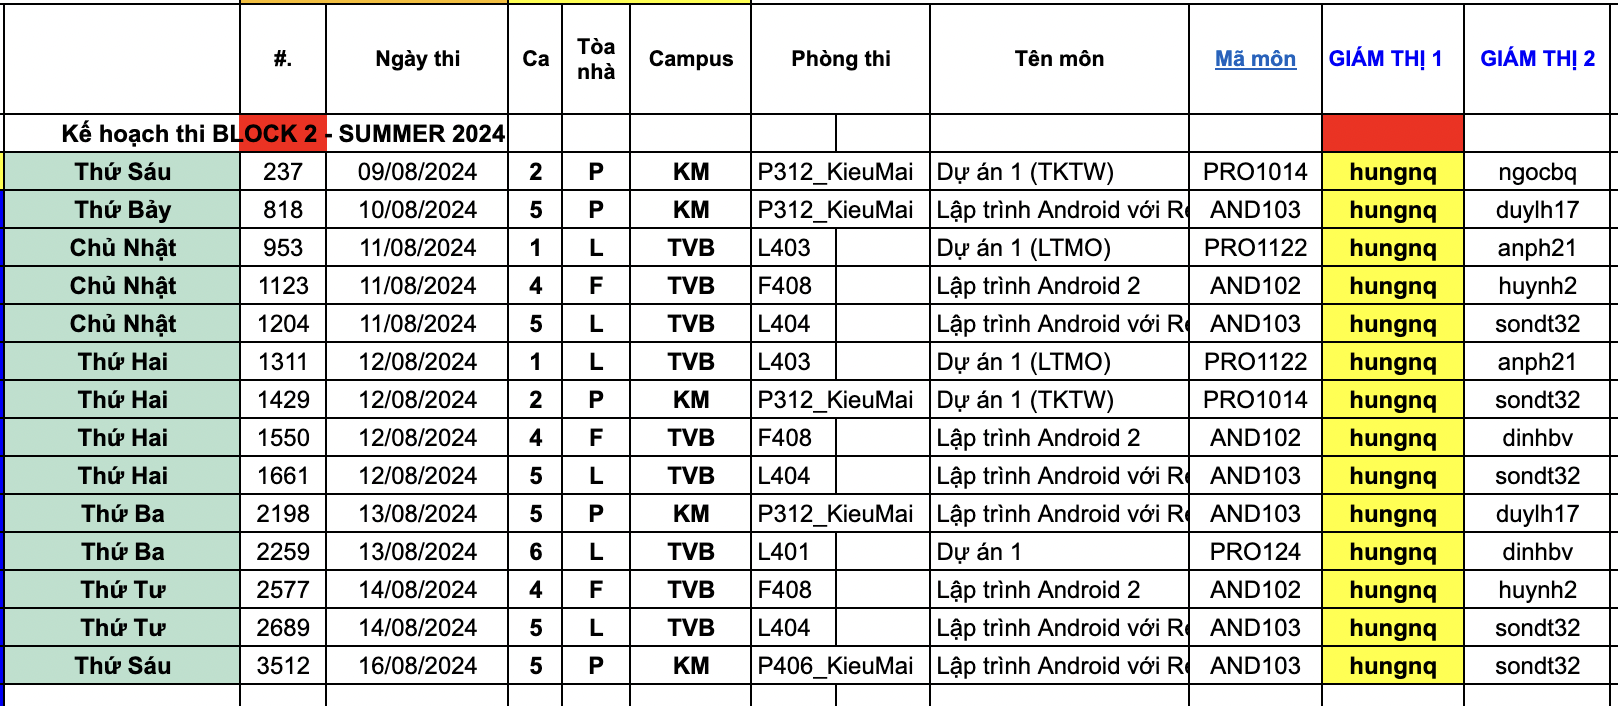 #. Ngày thi Ca Tòa nhà Campus Phòng thi Tên môn Mã môn GIÁM THỊ 1 GIÁM THỊ 2
Kế hoạch thi BLOCK 2 - SUMMER 2024
Thứ Sáu 237 09/08/2024 2 P KM P312_KieuMai Dự án 1 (TKTW) PRO1014 hungnq ngocbq
Thứ Bảy 818 10/08/2024 5 P KM P312_KieuMai Lập trình Android với Re AND103 hungnq duylh17
Chủ Nhật 953 11/08/2024 1 L TVB L403 Dự án 1 (LTMO) PRO1122 hungnq anph21
Chủ Nhật 1123 11/08/2024 4 F TVB F408 Lập trình Android 2 AND102 hungnq huynh2
Chủ Nhật 1204 11/08/2024 5 L TVB L404 Lập trình Android với Re AND103 hungnq sondt32
Thứ Hai 1311 12/08/2024 1 L TVB L403 Dự án 1 (LTMO) PRO1122 hungnq anph21
Thứ Hai 1429 12/08/2024 2 P KM P312_KieuMai Dự án 1 (TKTW) PRO1014 hungnq sondt32
Thứ Hai 1550 12/08/2024 4 F TVB F408 Lập trình Android 2 AND102 hungnq dinhbv
Thứ Hai 1661 12/08/2024 5 L TVB L404 Lập trình Android với Re AND103 hungnq sondt32
Thứ Ba 2198 13/08/2024 5 P KM P312_KieuMai Lập trình Android với Re AND103 hungnq duylh17
Thứ Ba 2259 13/08/2024 6 L TVB L401 Dự án 1 PRO124 hungnq dinhbv
Thứ Tư 2577 14/08/2024 4 F TVB F408 Lập trình Android 2 AND102 hungnq huynh2
Thứ Tư 2689 14/08/2024 5 L TVB L404 Lập trình Android với Re AND103 hungnq sondt32
Thứ Sáu 3512 16/08/2024 5 P KM P406_KieuMai Lập trình Android với Re AND103 hungnq sondt32